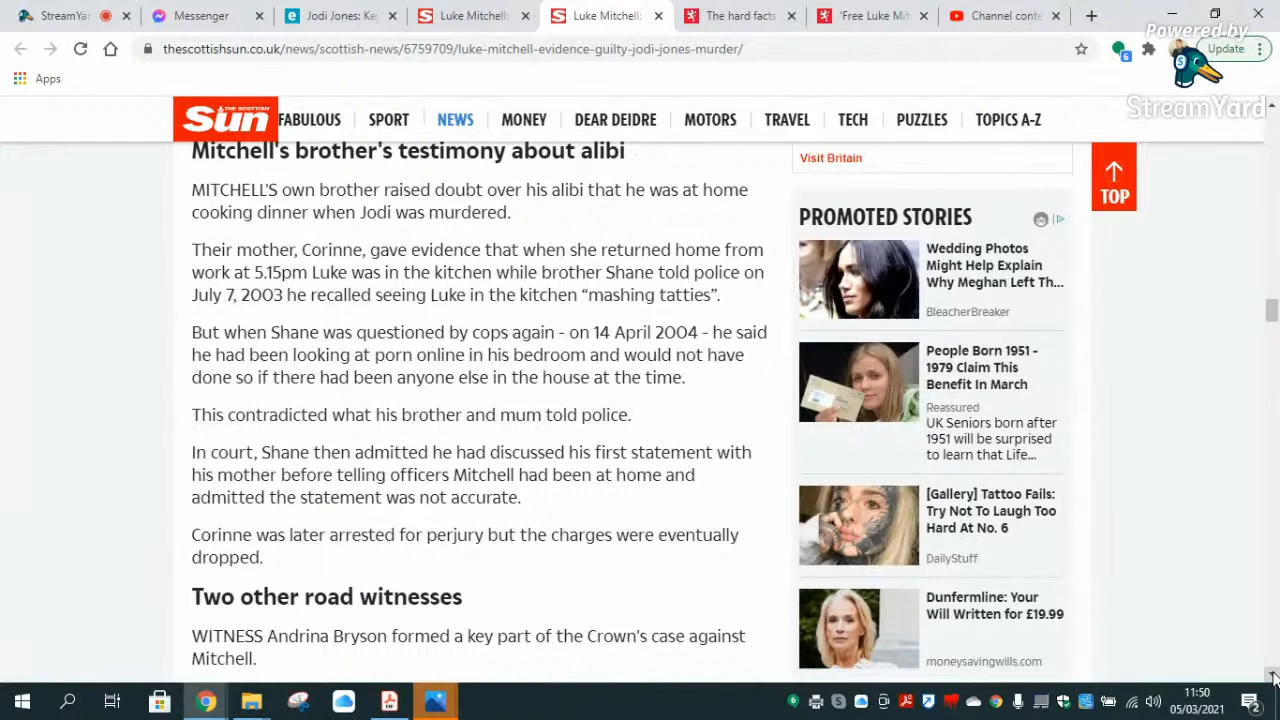 StreamYar
Messenger
Jodi Jones: Key
Luke Mitchell
Luke Mitchell:
The hard facts
'Free Luke Mit
Channel conte
Powered by
StreamYard
thescottishsun.co.uk/news/scottish-news/6759709/luke-mitchell-evidence-guilty-jodi-jones-murder/
6
Update
Apps
THE SCOTTISH
Sun
FABULOUS
SPORT
NEWS
MONEY
DEAR DEIDRE
MOTORS
TRAVEL
TECH
PUZZLES
TOPICS A-Z
Mitchell's brother's testimony about alibi
MITCHELL'S own brother raised doubt over his alibi that he was at home
cooking dinner when Jodi was murdered.
Their mother, Corinne, gave evidence that when she returned home from
work at 5.15pm Luke was in the kitchen while brother Shane told police on
July 7, 2003 he recalled seeing Luke in the kitchen “mashing tatties”.
But when Shane was questioned by cops again - on 14 April 2004 - he said
he had been looking at porn online in his bedroom and would not have
done so if there had been anyone else in the house at the time.
This contradicted what his brother and mum told police.
In court, Shane then admitted he had discussed his first statement with
his mother before telling officers Mitchell had been at home and
admitted the statement was not accurate.
Corinne was later arrested for perjury but the charges were eventually
dropped.
Two other road witnesses
WITNESS Andrina Bryson formed a key part of the Crown's case against
Mitchell.
Visit Britain
TOP
PROMOTED STORIES
Wedding Photos
Might Help Explain
Why Meghan Left Th...
BleacherBreaker
People Born 1951 -
1979 Claim This
Benefit In March
Reassured
UK Seniors born after
1951 will be surprised
to learn that Life...
[Gallery] Tattoo Fails:
Try Not To Laugh Too
Hard At No. 6
DailyStuff
Dunfermline: Your
Will Written for £19.99
moneysavingwills.com
11:50
05/03/2021
2